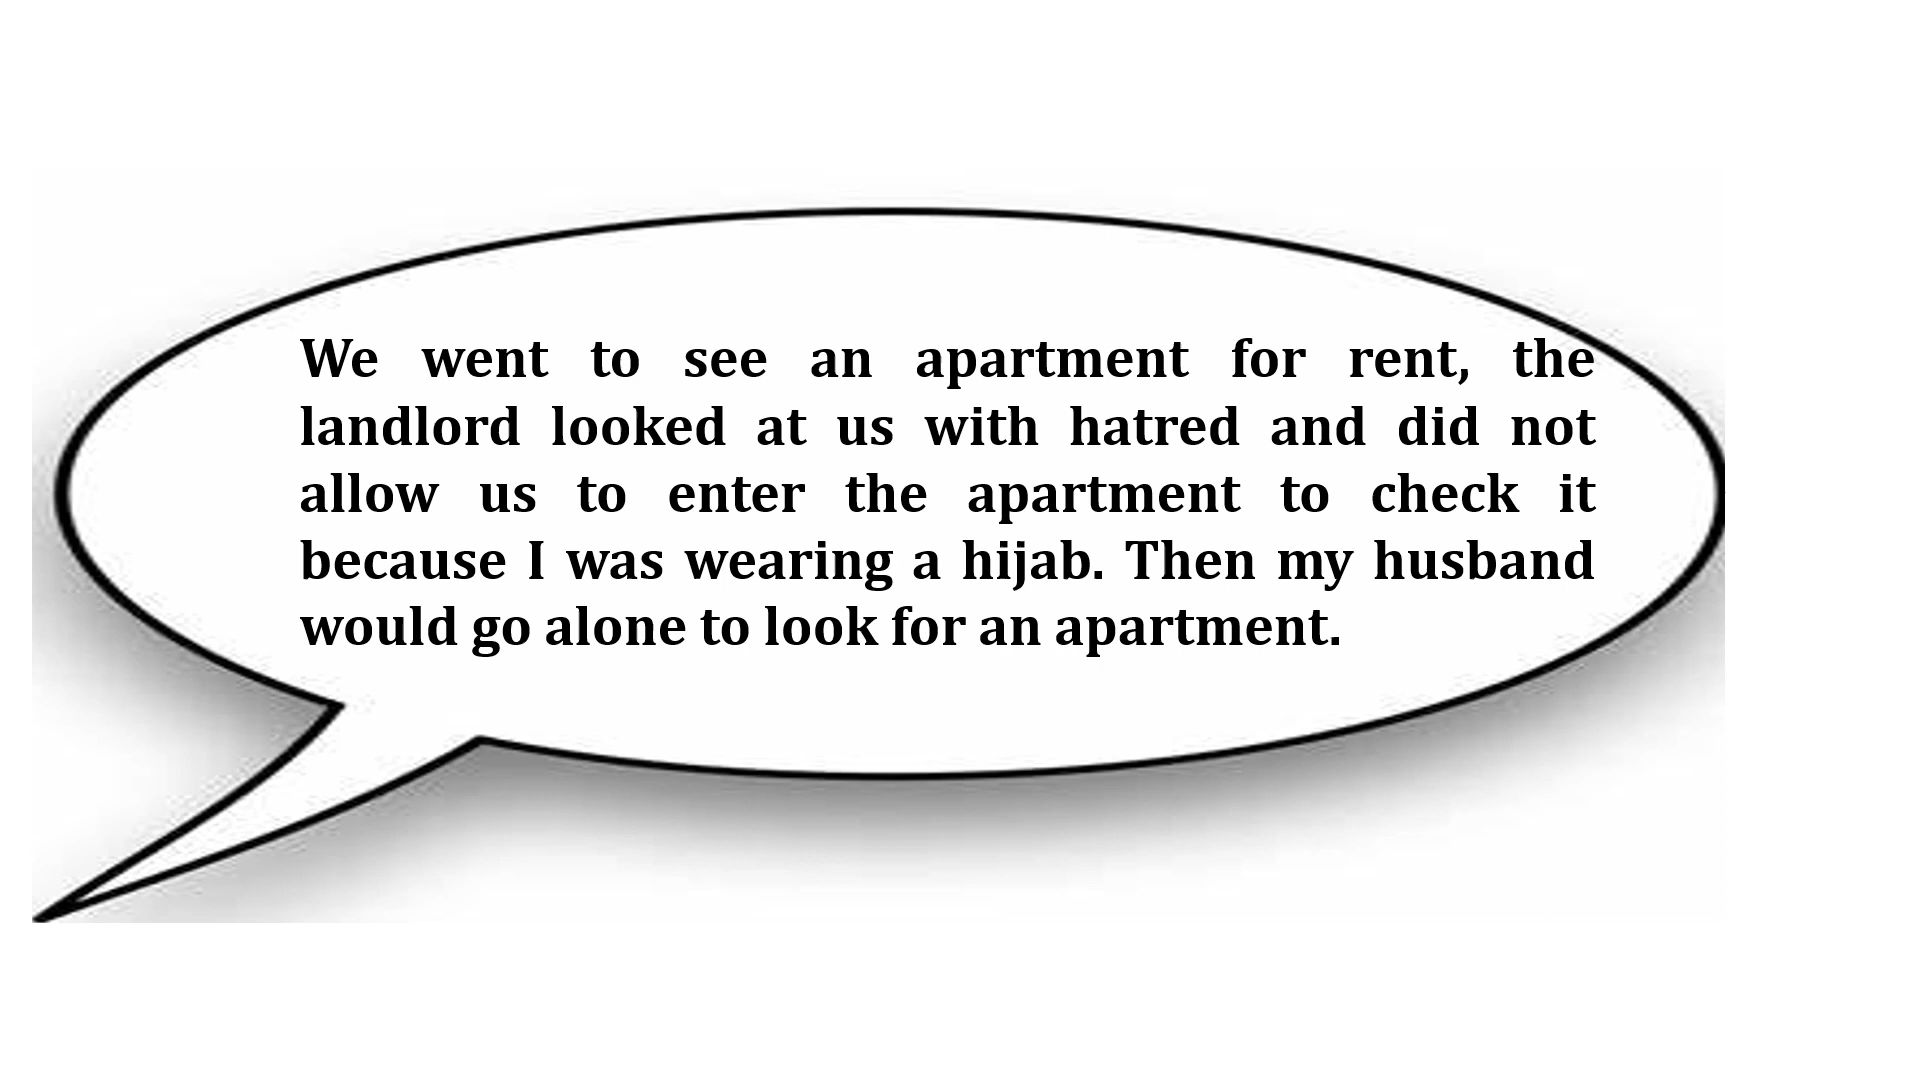 We went to see an apartment for rent, the
landlord looked at us with hatred and did not
allow us to enter the apartment to check it
because I was wearing a hijab. Then my husband
would go alone to look for an apartment.